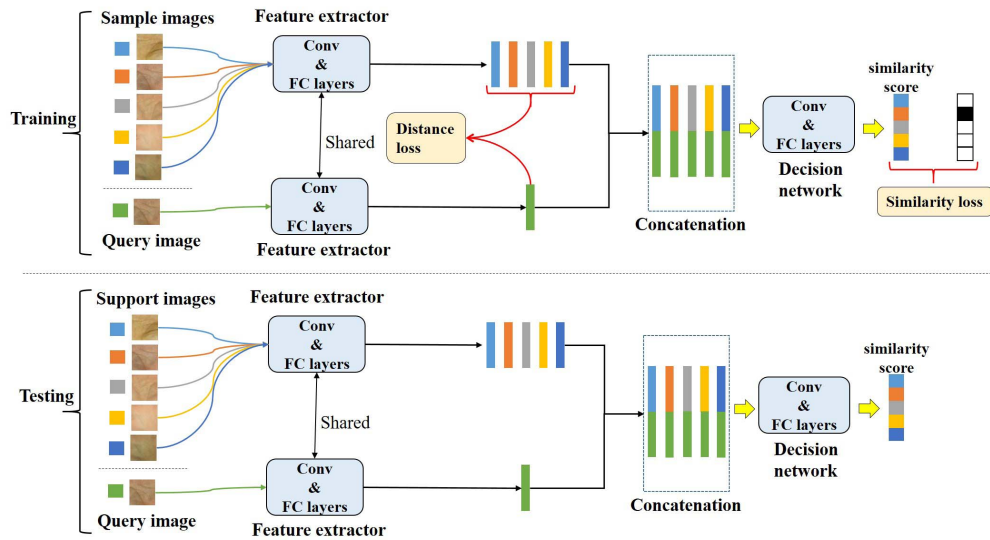 Sample images
Feature extractor
Conv
&
FC layers
Training
Distance
loss
Shared
Conv
&
FC layers
Feature extractor
Query image
Concatenation
Conv
&
FC layers
Decision
network
similarity
score
Similarity loss
Support images
Feature extractor
Conv
&
FC layers
Testing
Shared
Conv
&
FC layers
Feature extractor
Query image
Concatenation
Conv
&
FC layers
Decision
network
similarity
score